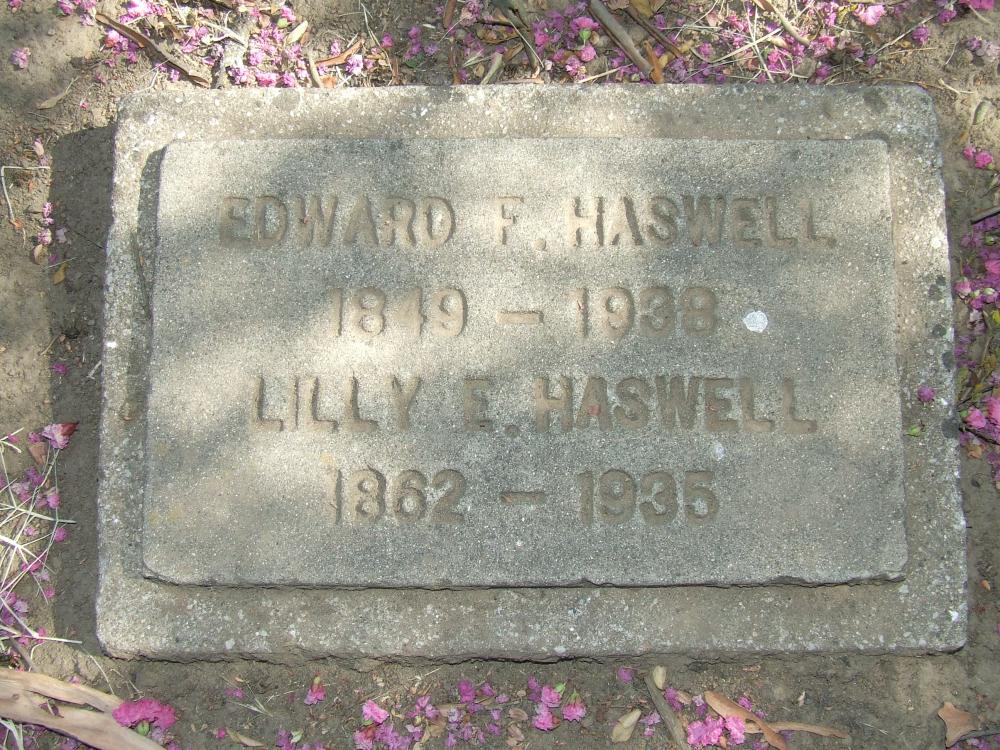 EDWARD F. HASWELL
1849 - 1938
LILLY E. HASWELL
1862 - 1935